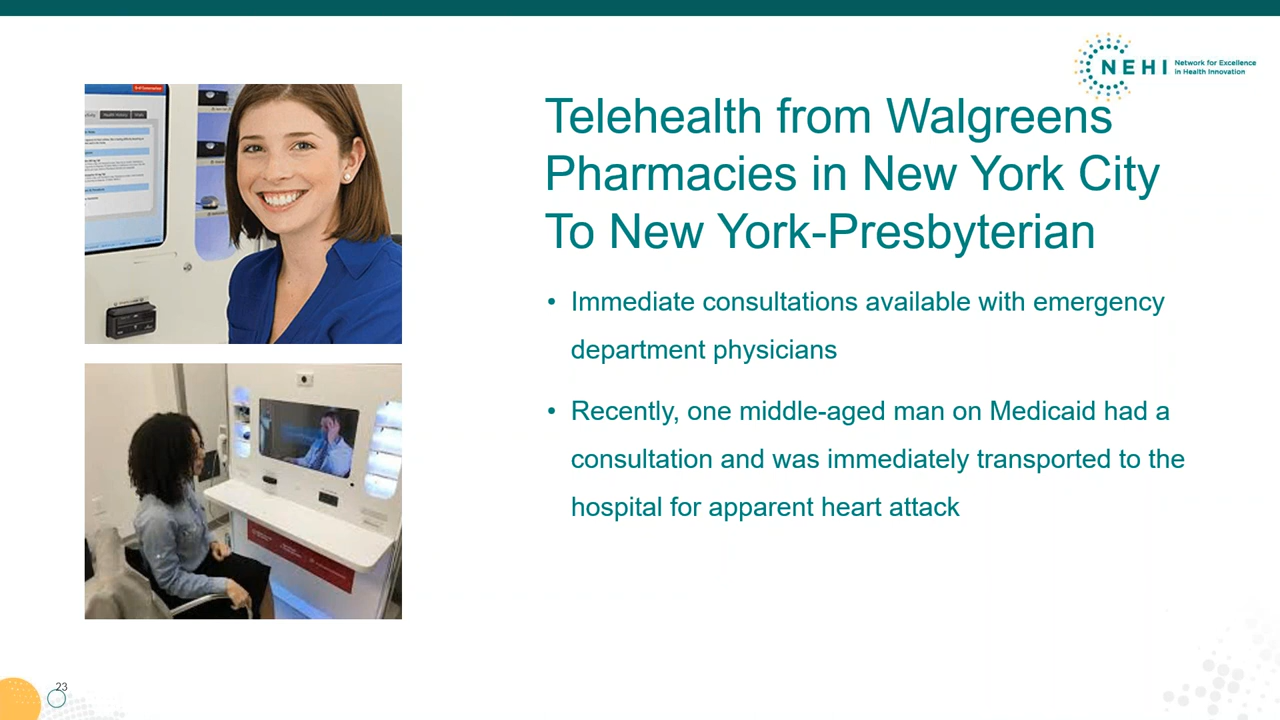 NEHI
Network for Excellence
in Health Innovation
Telehealth from Walgreens
Pharmacies in New York City
To New York-Presbyterian
• Immediate consultations available with emergency
department physicians
• Recently, one middle-aged man on Medicaid had a
consultation and was immediately transported to the
hospital for apparent heart attack
Health History
23